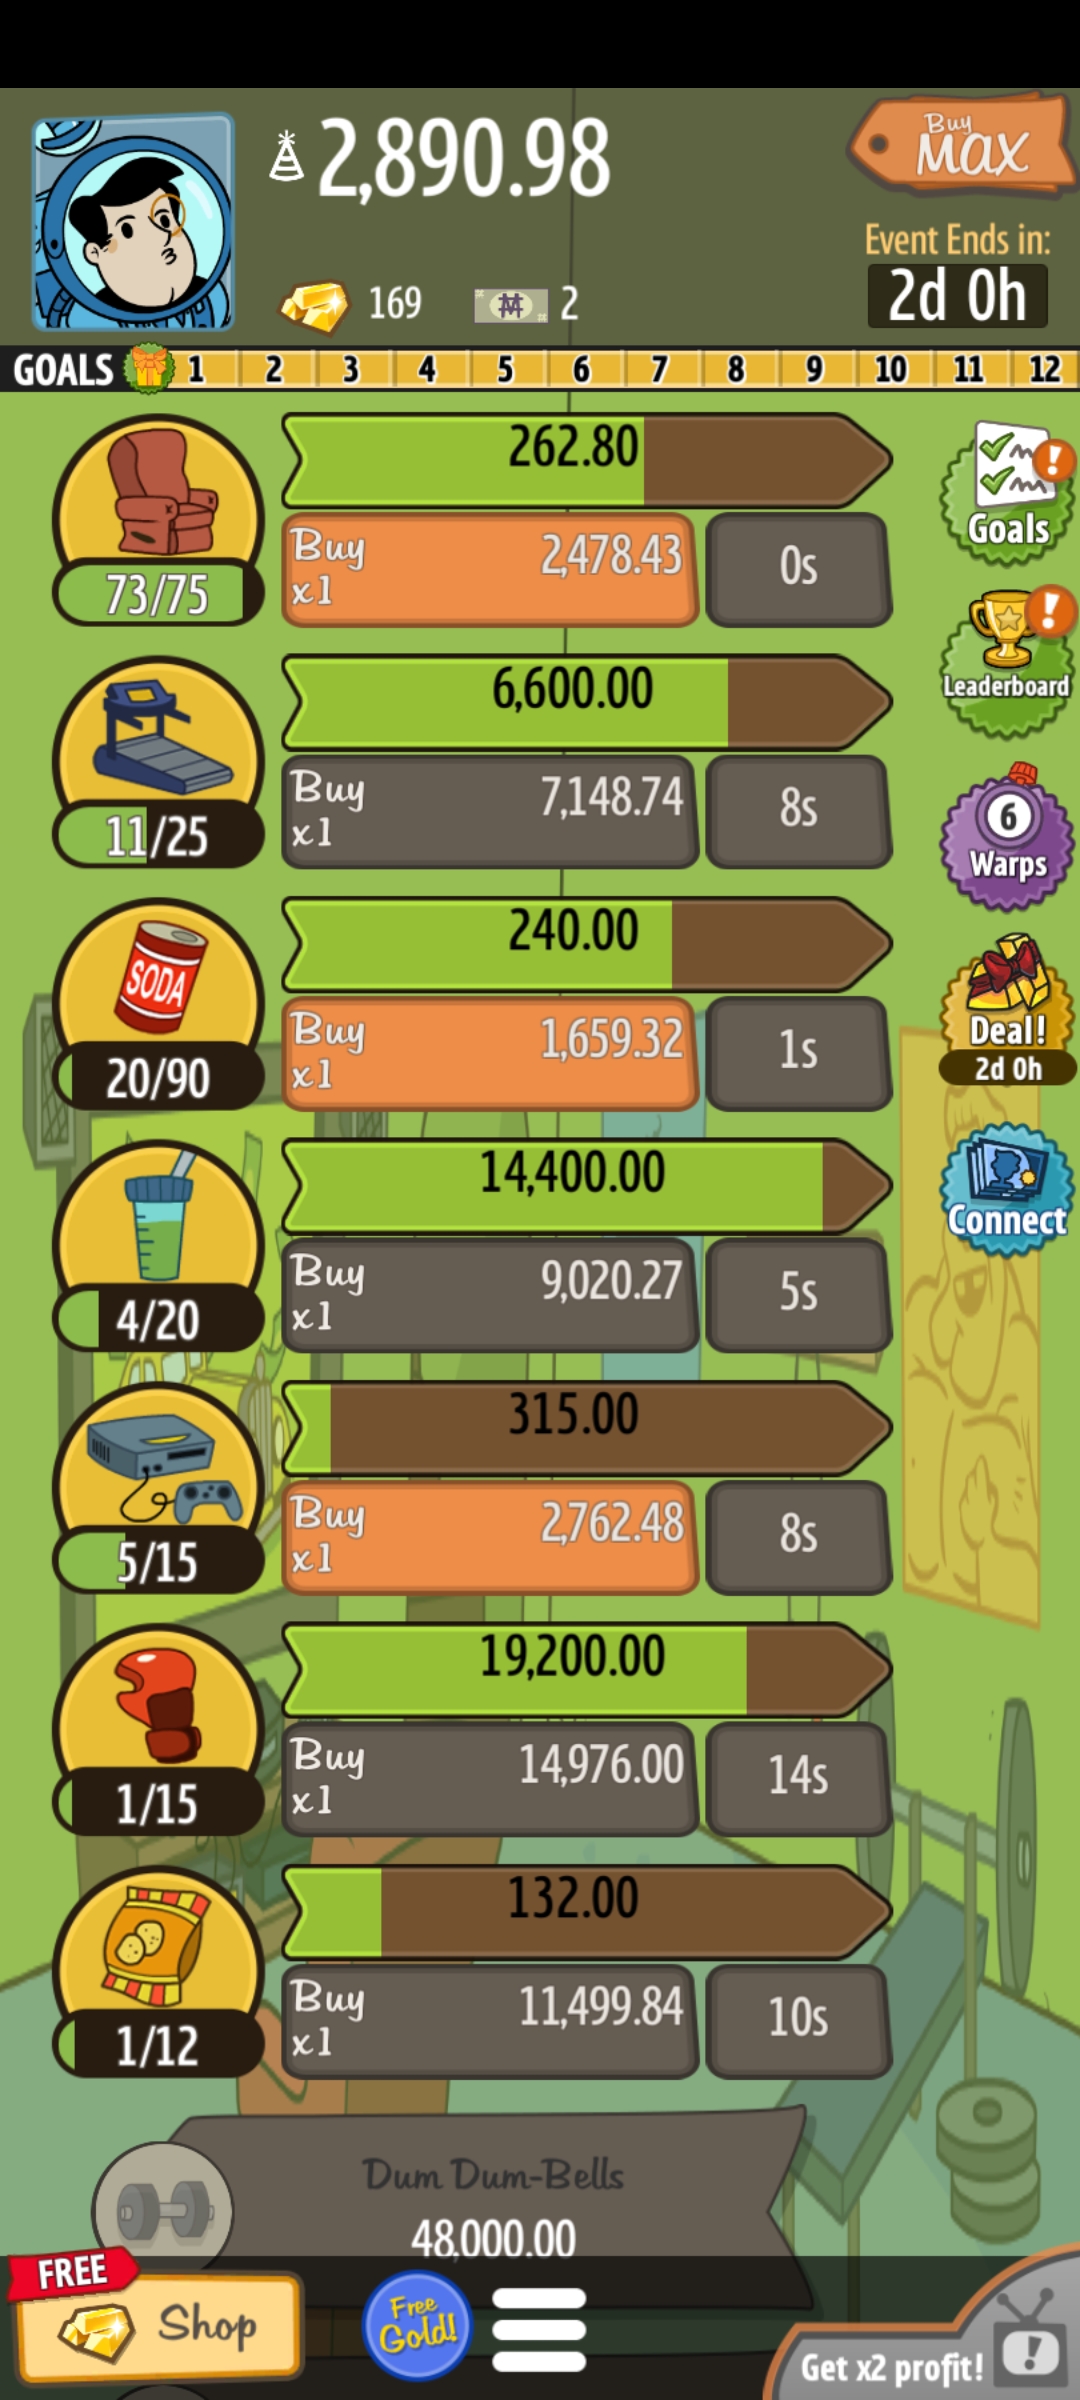 2,890.98
Buy
MAX
Event Ends in:
2d 0h
169
2
GOALS 1 2 3 4 5 6 7 8 9 10 11 12
262.80
Buy x1 2,478.43
0s
73/75
Goals
6,600.00
Buy x1 7,148.74
8s
11/25
Leaderboard
6
Warps
240.00
SODA
Buy x1 1,659.32
1s
20/90
Deal!
2d 0h
14,400.00
Buy x1 9,020.27
5s
4/20
Connect
315.00
Buy x1 2,762.48
8s
5/15
19,200.00
Buy x1 14,976.00
14s
1/15
132.00
Buy x1 11,499.84
10s
1/12
Dum Dum-Bells
48,000.00
FREE
Shop
Free
Gold!
Get x2 profit!